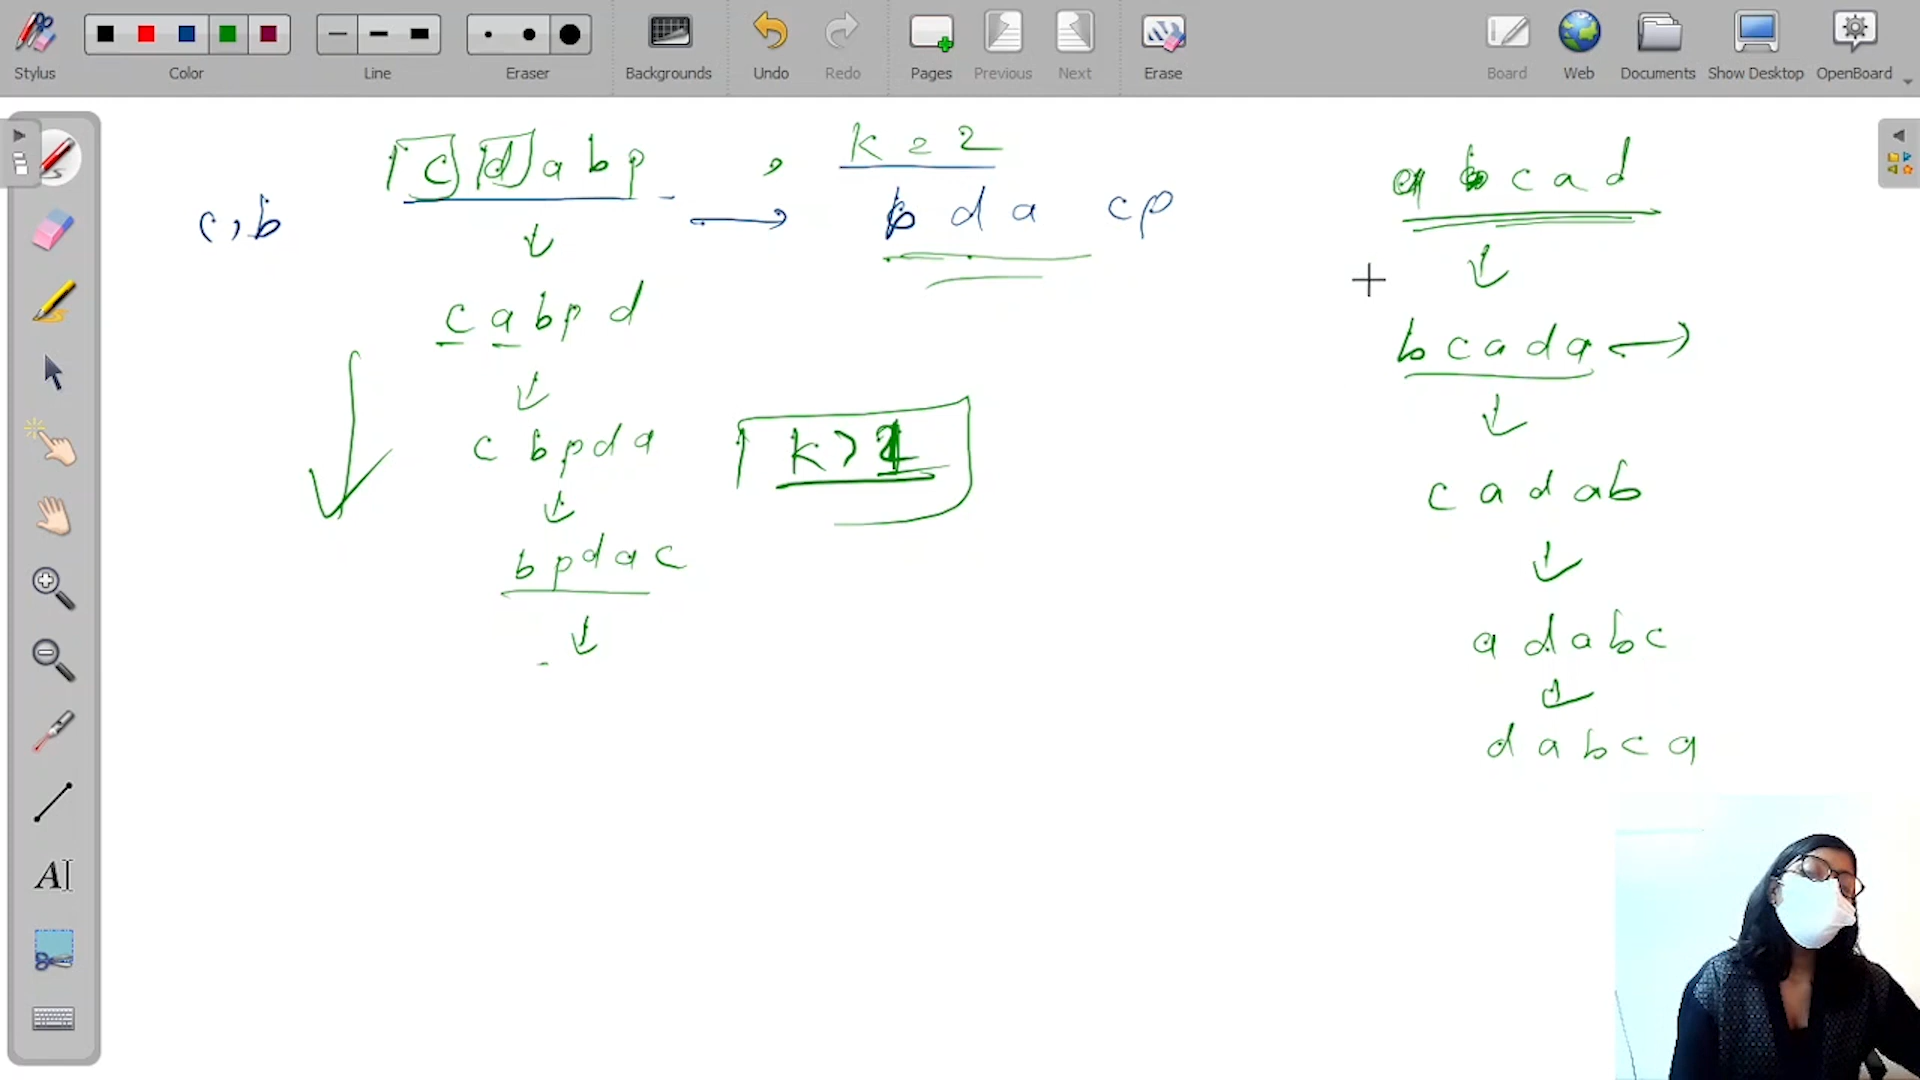 Stylus
Color
Line
Eraser
Backgrounds
Undo
Redo
Pages
Previous
Next
Erase
Board
Web
Documents
Show Desktop
OpenBoard
c d a b p , k = 2
c, b
b d a c p
c a b p d
c b p d a
k > 1
b p d a c
a b c a d
b c a d a
c a d a b
a d a b c
d a b c a
A